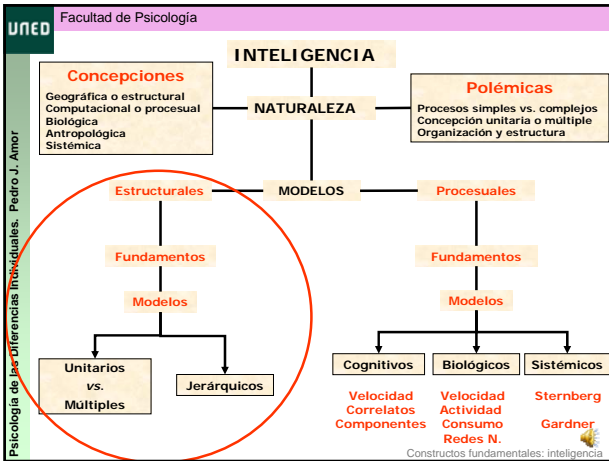 UNED
Facultad de Psicología
Psicología de las Diferencias Individuales. Pedro J. Amor
INTELIGENCIA
Concepciones
Geográfica o estructural
Computacional o procesual
Biológica
Antropológica
Sistémica
NATURALEZA
Polémicas
Procesos simples vs. complejos
Concepción unitaria o múltiple
Organización y estructura
Estructurales
MODELOS
Procesuales
Fundamentos
Modelos
Unitarios
vs.
Múltiples
Jerárquicos
Fundamentos
Modelos
Cognitivos
Biológicos
Sistémicos
Velocidad
Correlatos
Componentes
Velocidad
Actividad
Consumo
Redes N.
Sternberg
Gardner
Constructos fundamentales: inteligencia